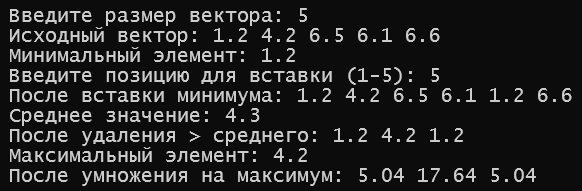 Введите размер вектора: 5
Исходный вектор: 1.2 4.2 6.5 6.1 6.6
Минимальный элемент: 1.2
Введите позицию для вставки (1-5): 5
После вставки минимума: 1.2 4.2 6.5 6.1 1.2 6.6
Среднее значение: 4.3
После удаления > среднего: 1.2 4.2 1.2
Максимальный элемент: 4.2
После умножения на максимум: 5.04 17.64 5.04